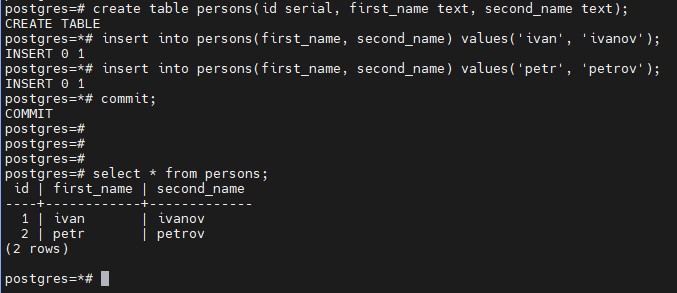 postgres=# create table persons(id serial, first_name text, second_name text);
CREATE TABLE
postgres=*# insert into persons(first_name, second_name) values('ivan', 'ivanov');
INSERT 0 1
postgres=*# insert into persons(first_name, second_name) values('petr', 'petrov');
INSERT 0 1
postgres=*# commit;
COMMIT
postgres=#
postgres=#
postgres=#
postgres=# select * from persons;
 id | first_name | second_name
----+------------+-------------
  1 | ivan       | ivanov
  2 | petr       | petrov
(2 rows)

postgres=*#